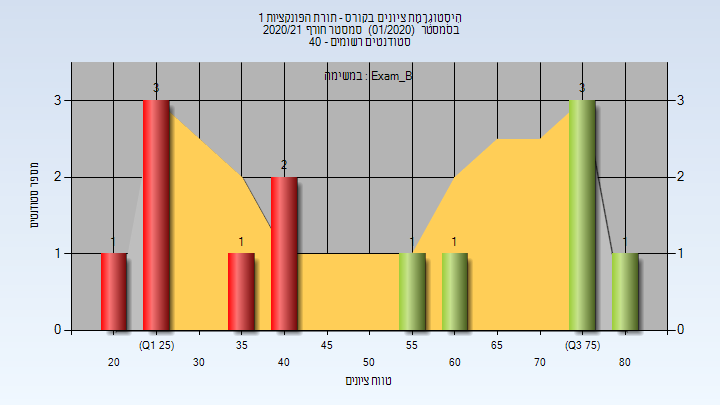 היסטוגרמת ציונים בקורס - תורת הפונקציות 1
בסמסטר (01/2020) סמסטר חורף 2020/21
סטודנטים רשומים - 40
במשימה : Exam_B
מספר סטודנטים
3 3
2 2
1 1
0 0
1 3 1 2 1 1 3 1
(Q1 25) 35 45 55 65 (Q3 75)
20 30 40 50 60 70 80
טווח ציונים